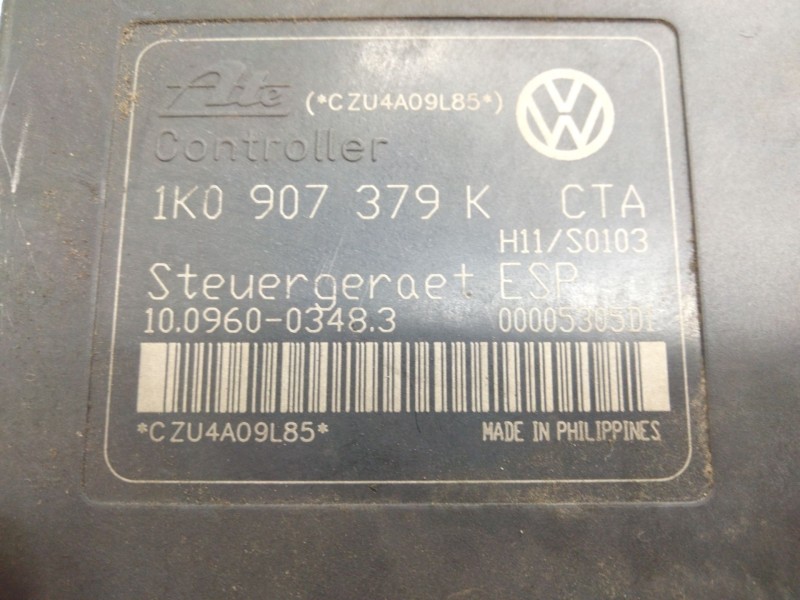 Ate (*CZU4A09L85*)
Controller
1K0 907 379 K CTA
H11/S0103
Steuergeraet ESP
10.0960-0348.3 00005305D1
*CZU4A09L85* MADE IN PHILIPPINES